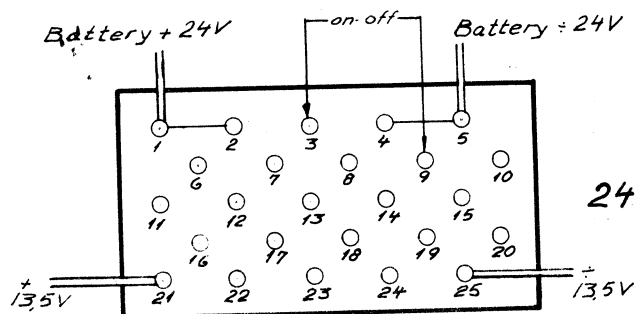 Battery + 24V
on-off
Battery ÷ 24V
1 2 3 4 5
6 7 8 9 10
11 12 13 14 15
24
16 17 18 19 20
+
13,5V
21 22 23 24 25
÷
13,5V